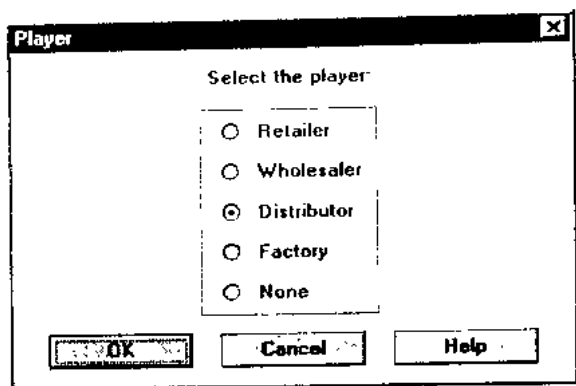 Player
Select the player
Retailer
Wholesaler
Distributor
Factory
None
OK Cancel Help